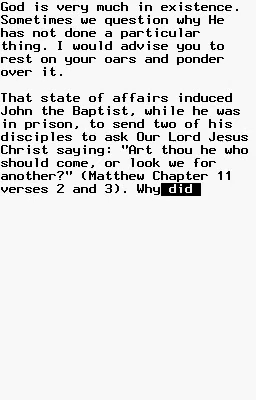 God is very much in existence.
Sometimes we question why He
has not done a particular
thing. I would advise you to
rest on your oars and ponder
over it.

That state of affairs induced
John the Baptist, while he was
in prison, to send two of his
disciples to ask Our Lord Jesus
Christ saying: "Art thou he who
should come, or look we for
another?" (Matthew Chapter 11
verses 2 and 3). Why did